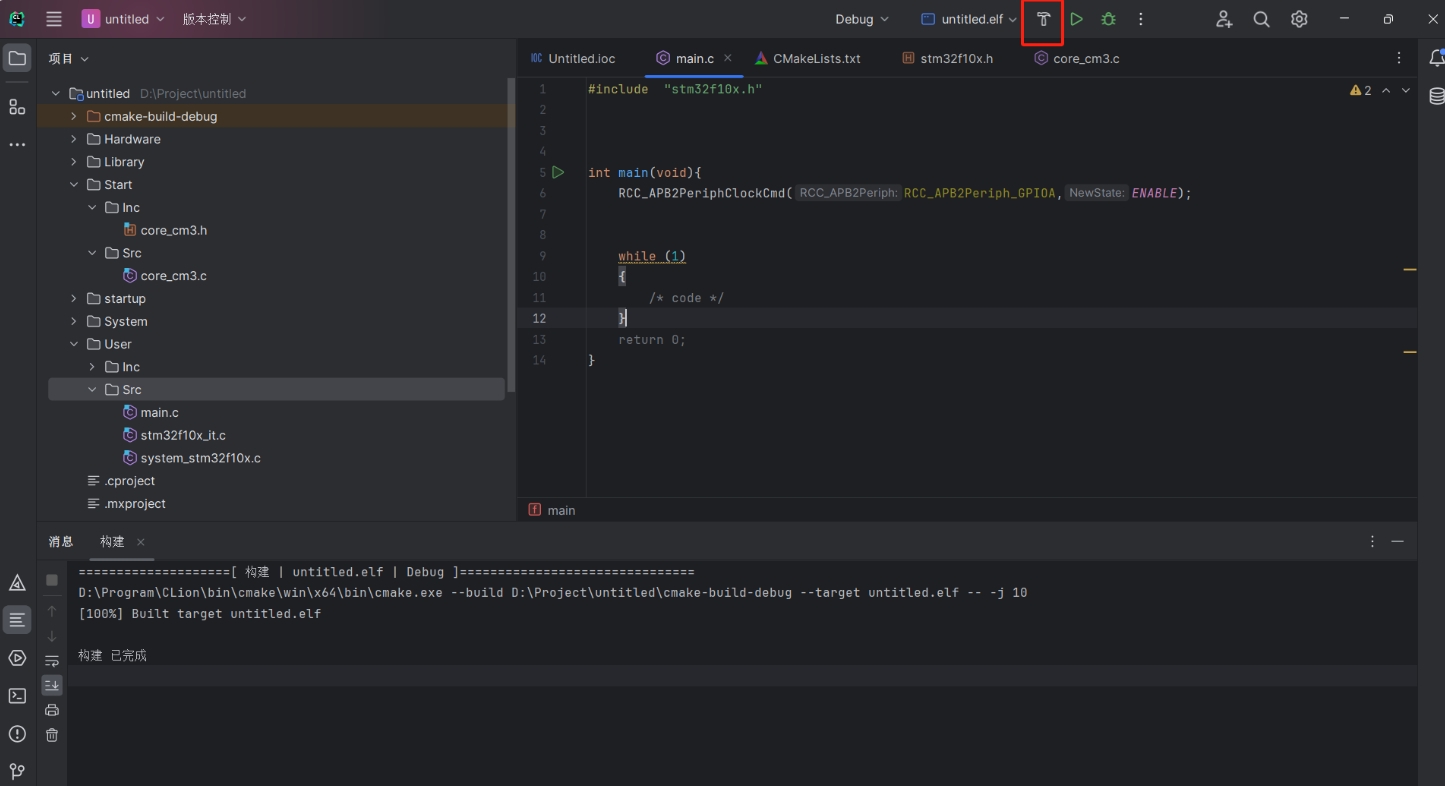 U untitled 版本控制 Debug untitled.elf
项目
untitled D:\Project\untitled
cmake-build-debug
Hardware
Library
Start
Inc
core_cm3.h
Src
core_cm3.c
startup
System
User
Inc
Src
main.c
stm32f10x_it.c
system_stm32f10x.c
.cproject
.mxproject
IOC Untitled.ioc main.c CMakeLists.txt stm32f10x.h core_cm3.c
1 #include "stm32f10x.h"
2
3
4
5 int main(void){
6 RCC_APB2PeriphClockCmd( RCC_APB2Periph: RCC_APB2Periph_GPIOA, NewState: ENABLE);
7
8
9 while (1)
10 {
11 /* code */
12 }
13 return 0;
14 }
2
main
消息 构建
====================[ 构建 | untitled.elf | Debug ]===============================
D:\Program\CLion\bin\cmake\win\x64\bin\cmake.exe --build D:\Project\untitled\cmake-build-debug --target untitled.elf -- -j 10
[100%] Built target untitled.elf
构建 已完成